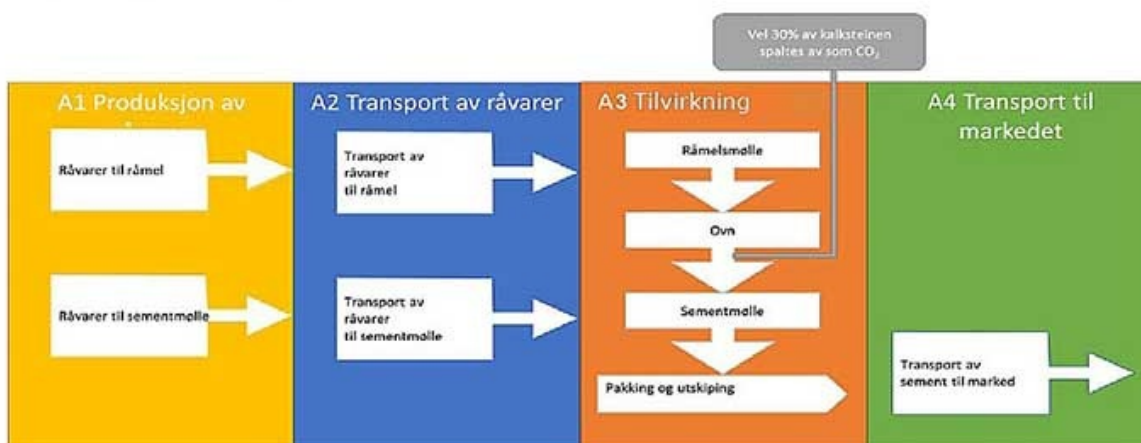 Vel 30% av kalksteinen
spaltes av som CO₂
A1 Produksjon av
Råvarer til råmel
Råvarer til sementmølle
A2 Transport av råvarer
Transport av
råvarer
til råmel
Transport av
råvarer
til sementmølle
A3 Tilvirkning
Råmelsmølle
Ovn
Sementmølle
Pakking og utskiping
A4 Transport til
markedet
Transport av
sement til marked